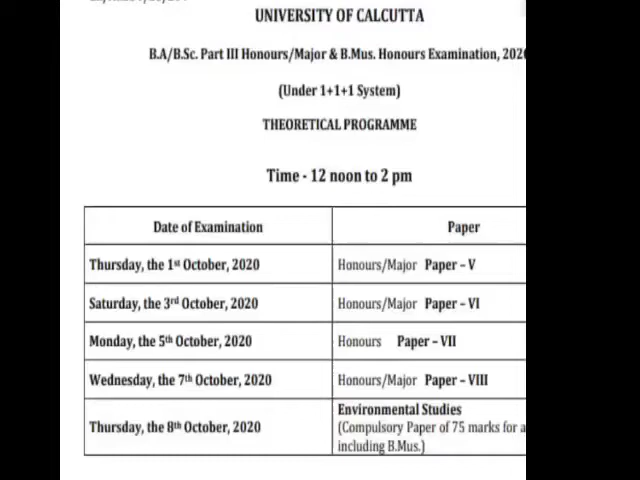 UNIVERSITY OF CALCUTTA
B.A/B.Sc. Part III Honours/Major & B.Mus. Honours Examination, 202
(Under 1+1+1 System)
THEORETICAL PROGRAMME
Time - 12 noon to 2 pm
Date of Examination Paper
Thursday, the 1st October, 2020 Honours/Major Paper – V
Saturday, the 3rd October, 2020 Honours/Major Paper – VI
Monday, the 5th October, 2020 Honours Paper – VII
Wednesday, the 7th October, 2020 Honours/Major Paper – VIII
Thursday, the 8th October, 2020 Environmental Studies
(Compulsory Paper of 75 marks for a
including B.Mus.)